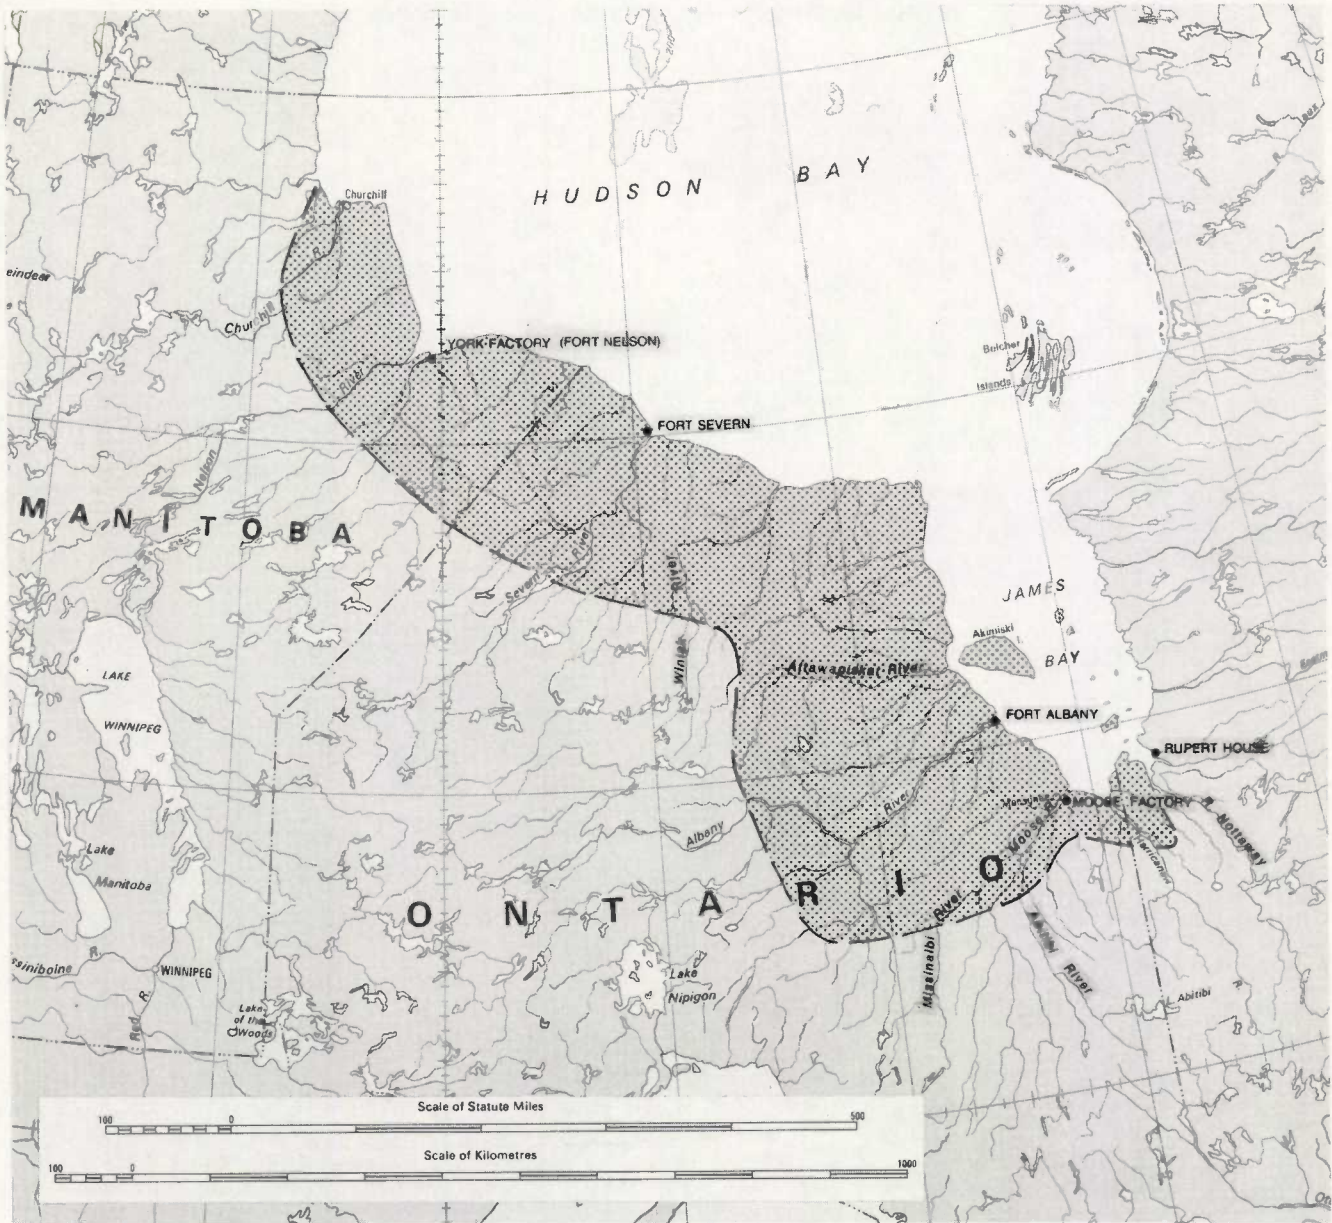 HUDSON BAY
Churchill
R.
eindeer
Churchill
YORK FACTORY (FORT NELSON)
River
Belcher
Islands
FORT SEVERN
Nelson
MANITOBA
River
Severn
River
Winisk
JAMES
BAY
Akimiski
I.
Attawapiskat River
LAKE
WINNIPEG
FORT ALBANY
RUPERT HOUSE
MOOSE FACTORY
River
Albany
Moose
Nottaway
Harricanaw
Lake
Manitoba
ONTARIO
River
Missinaibi
Abitibi
River
ssiniboine
R.
WINNIPEG
Red R.
Lake
of the
Woods
Lake
Nipigon
Abitibi
R.
Scale of Statute Miles
100 0 500
Scale of Kilometres
100 0 1000